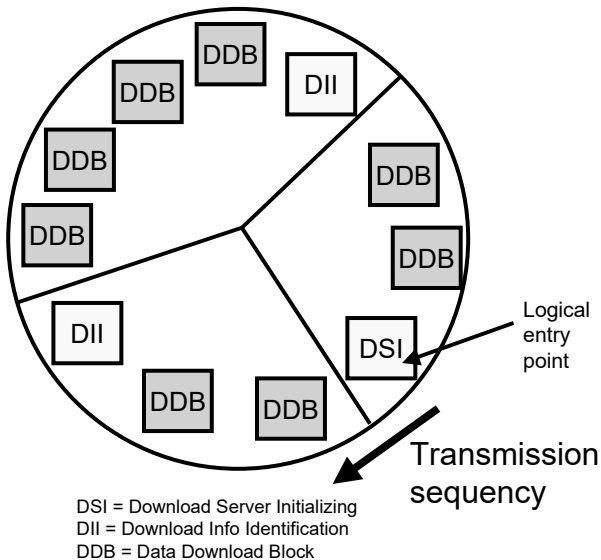 DDB
DII
DDB
DDB
DDB
DDB
DDB
DII
DSI
DDB
DDB
Logical
entry
point
Transmission
sequency
DSI = Download Server Initializing
DII = Download Info Identification
DDB = Data Download Block